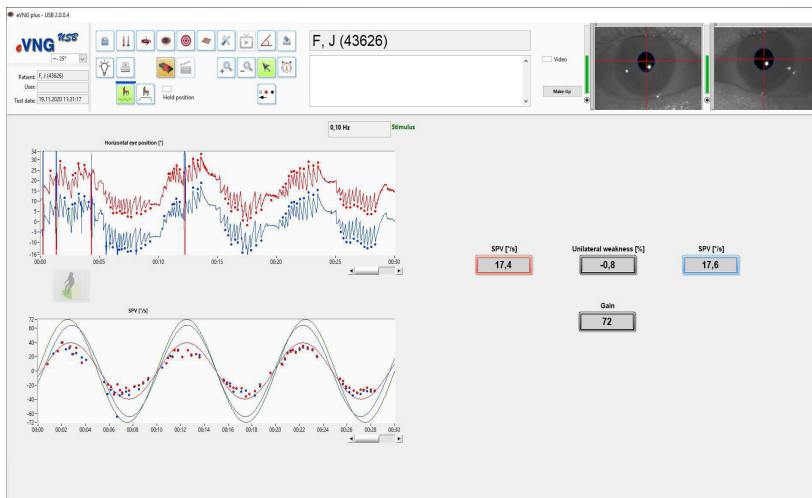 eVNG plus - USB 2.0.0.4
eVNG USB
+- 25°
Patient: F, J (43626)
User:
Test date: 19.11.2020 11:31:17
Hold position
F, J (43626)
Video
Make-Up
0,10 Hz Stimulus
Horizontal eye position [°]
34
30
25
20
15
10
5
0
-5
-10
-16
00:00 00:05 00:10 00:15 00:20 00:25 00:30
SPV [°/s] Unilateral weakness [%] SPV [°/s]
17,4 -0,8 17,6
Gain
72
SPV [°/s]
72
60
40
20
0
-20
-40
-60
-72
00:00 00:02 00:04 00:06 00:08 00:10 00:12 00:14 00:16 00:18 00:20 00:22 00:24 00:26 00:28 00:30